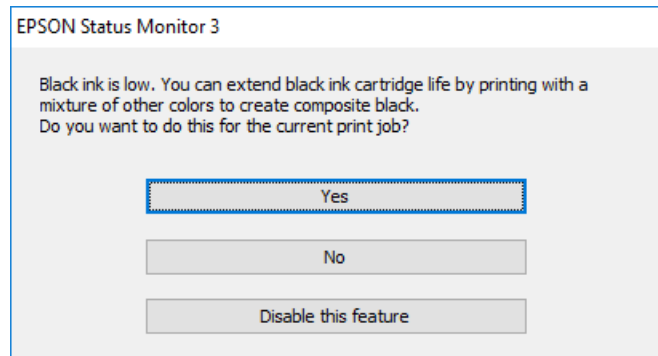 EPSON Status Monitor 3
Black ink is low. You can extend black ink cartridge life by printing with a
mixture of other colors to create composite black.
Do you want to do this for the current print job?
Yes
No
Disable this feature